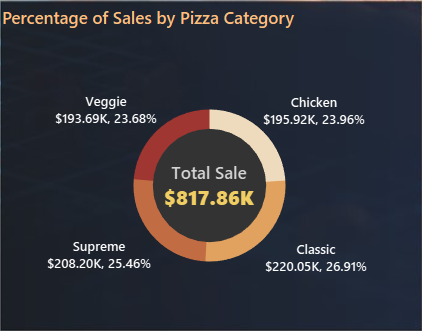 Percentage of Sales by Pizza Category
Veggie
$193.69K, 23.68%
Chicken
$195.92K, 23.96%
Total Sale
$817.86K
Supreme
$208.20K, 25.46%
Classic
$220.05K, 26.91%